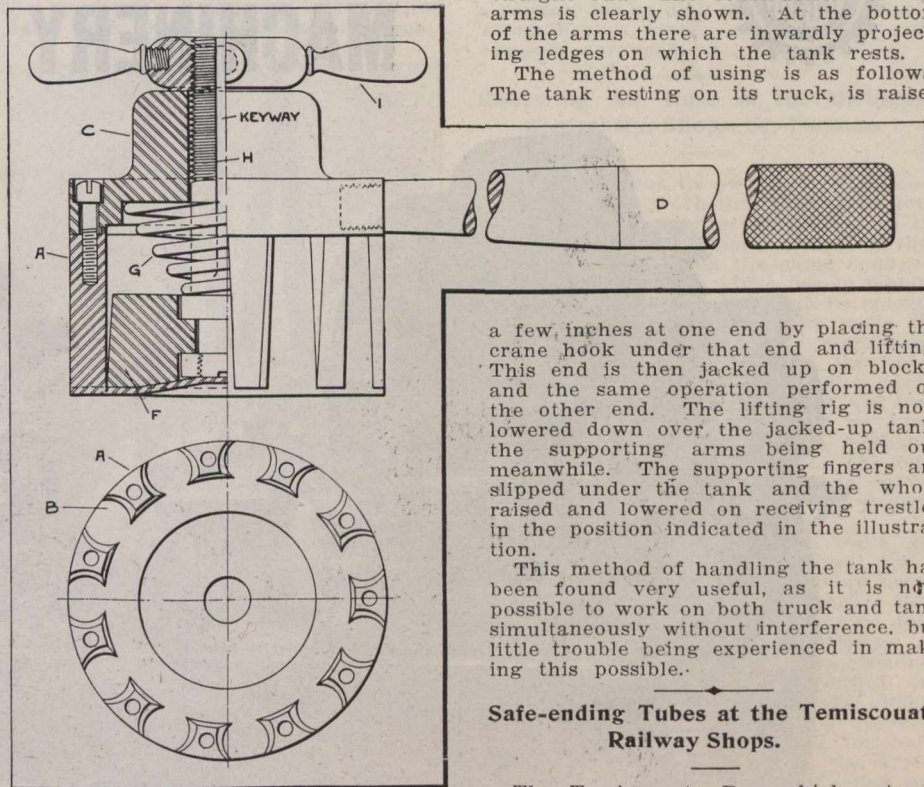 arms is clearly shown. At the bottom
of the arms there are inwardly projec
ing ledges on which the tank rests.
The method of using is as follow
The tank resting on its truck, is raise
I
C
KEYWAY
H
D
A
G
F
A
B
a few inches at one end by placing th
crane hook under that end and liftin
This end is then jacked up on block
and the same operation performed o
the other end. The lifting rig is no
lowered down over the jacked-up tan
the supporting arms being held ou
meanwhile. The supporting fingers ar
slipped under the tank and the who
raised and lowered on receiving trestle
in the position indicated in the illustra
tion.
This method of handling the tank ha
been found very useful, as it is no
possible to work on both truck and tan
simultaneously without interference, bu
little trouble being experienced in mak
ing this possible.
Safe-ending Tubes at the Temiscouat
Railway Shops.